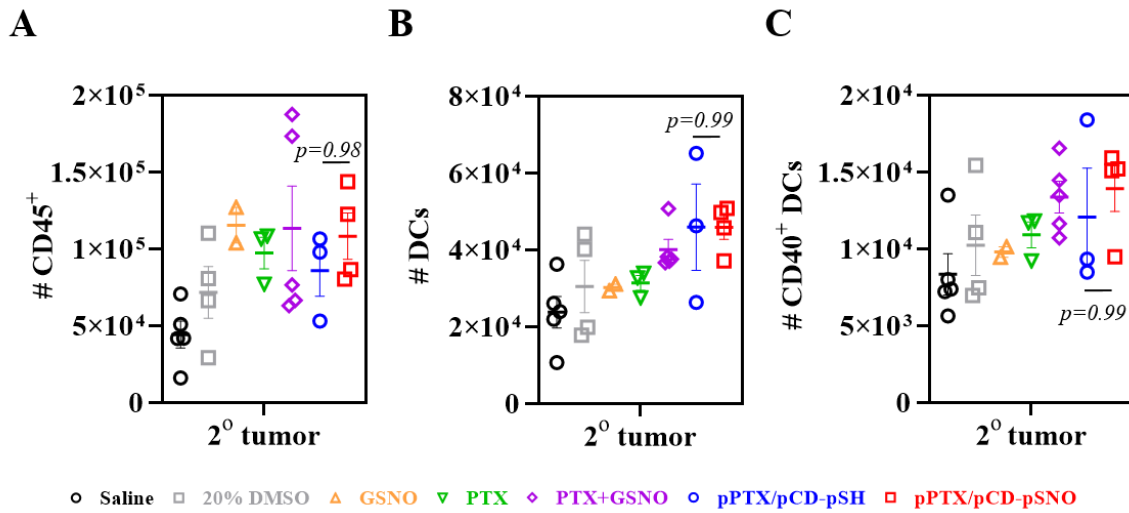 A
B
C
# CD45⁺
2×10⁵
1.5×10⁵
1×10⁵
5×10⁴
0
p=0.98
2° tumor
# DCs
8×10⁴
6×10⁴
4×10⁴
2×10⁴
0
p=0.99
2° tumor
# CD40⁺ DCs
2×10⁴
1.5×10⁴
1×10⁴
5×10³
0
p=0.99
2° tumor
Saline 20% DMSO GSNO PTX PTX+GSNO pPTX/pCD-pSH pPTX/pCD-pSNO